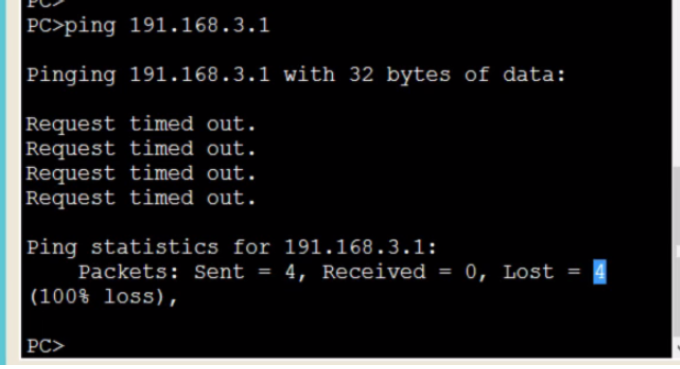 PC>
PC>ping 191.168.3.1
Pinging 191.168.3.1 with 32 bytes of data:
Request timed out.
Request timed out.
Request timed out.
Request timed out.
Ping statistics for 191.168.3.1:
Packets: Sent = 4, Received = 0, Lost = 4
(100% loss),
PC>